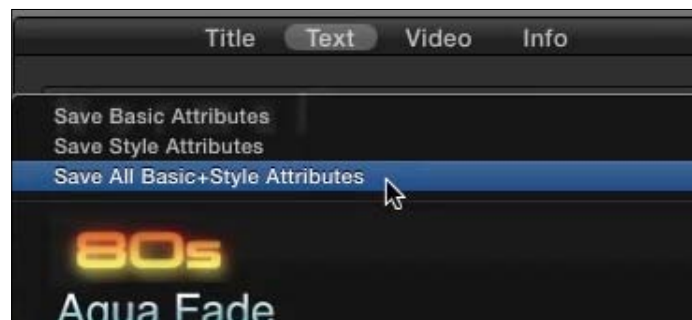 Title Text Video Info
Save Basic Attributes
Save Style Attributes
Save All Basic+Style Attributes
80s
Aqua Fade